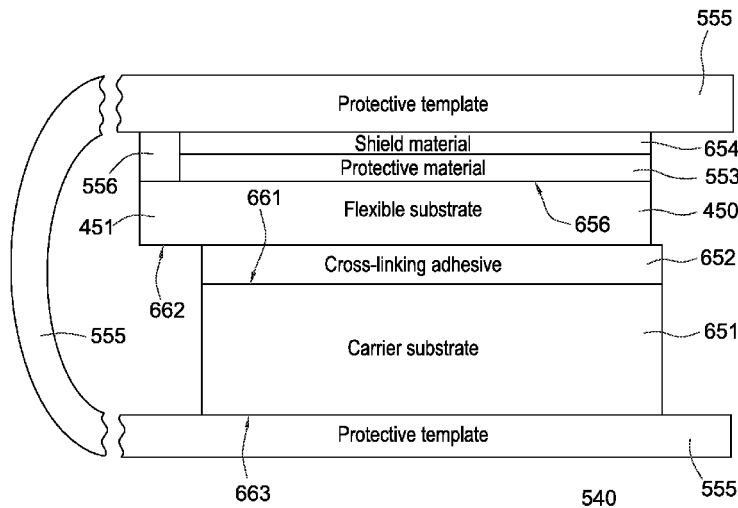 555
Protective template
Shield material
654
556
Protective material
553
451
661
Flexible substrate
656
450
Cross-linking adhesive
652
662
555
Carrier substrate
651
Protective template
663
540
555